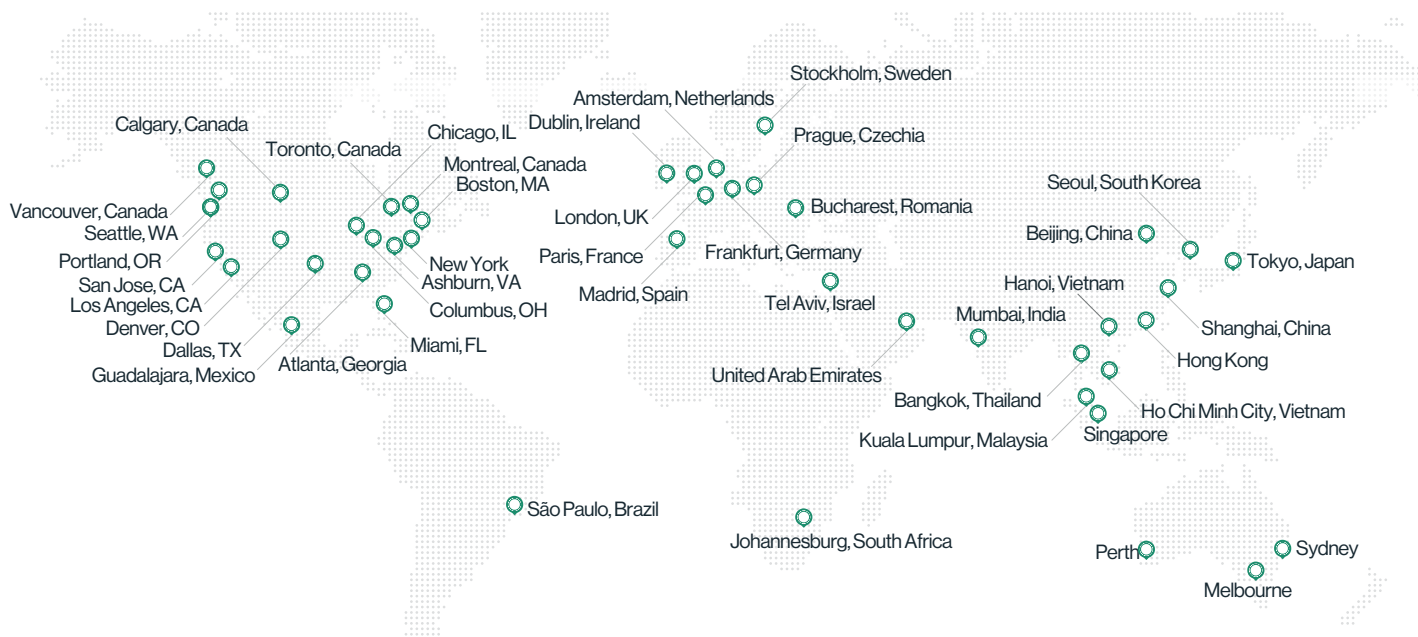 Stockholm, Sweden
Amsterdam, Netherlands
Dublin, Ireland
Prague, Czechia
Calgary, Canada
Chicago, IL
Toronto, Canada
Montreal, Canada
Boston, MA
Seoul, South Korea
Vancouver, Canada
Seattle, WA
London, UK
Bucharest, Romania
Beijing, China
Portland, OR
Paris, France
Frankfurt, Germany
New York
Tokyo, Japan
San Jose, CA
Ashburn, VA
Hanoi, Vietnam
Madrid, Spain
Tel Aviv, Israel
Los Angeles, CA
Columbus, OH
Mumbai, India
Denver, CO
Shanghai, China
Dallas, TX
Miami, FL
Hong Kong
Guadalajara, Mexico
Atlanta, Georgia
United Arab Emirates
Bangkok, Thailand
Ho Chi Minh City, Vietnam
Kuala Lumpur, Malaysia
Singapore
São Paulo, Brazil
Johannesburg, South Africa
Perth
Sydney
Melbourne